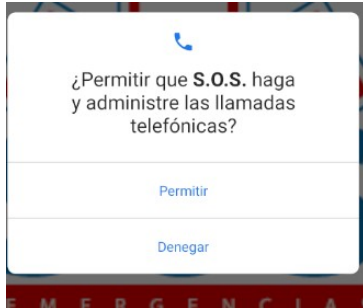 ¿Permitir que S.O.S. haga
y administre las llamadas
telefónicas?
Permitir
Denegar
EMERGENCIA